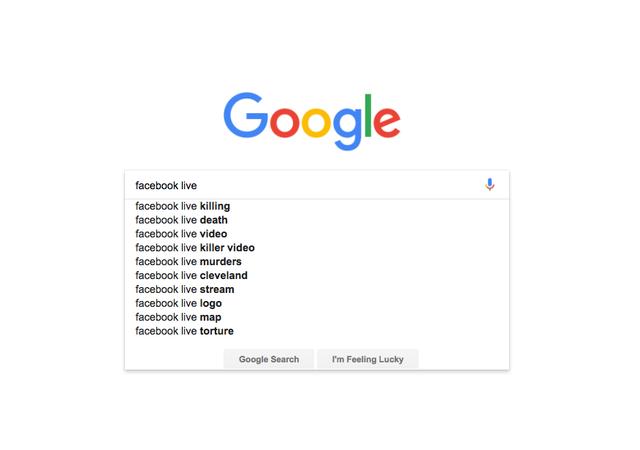 Google
facebook live
facebook live killing
facebook live death
facebook live video
facebook live killer video
facebook live murders
facebook live cleveland
facebook live stream
facebook live logo
facebook live map
facebook live torture
Google Search I'm Feeling Lucky